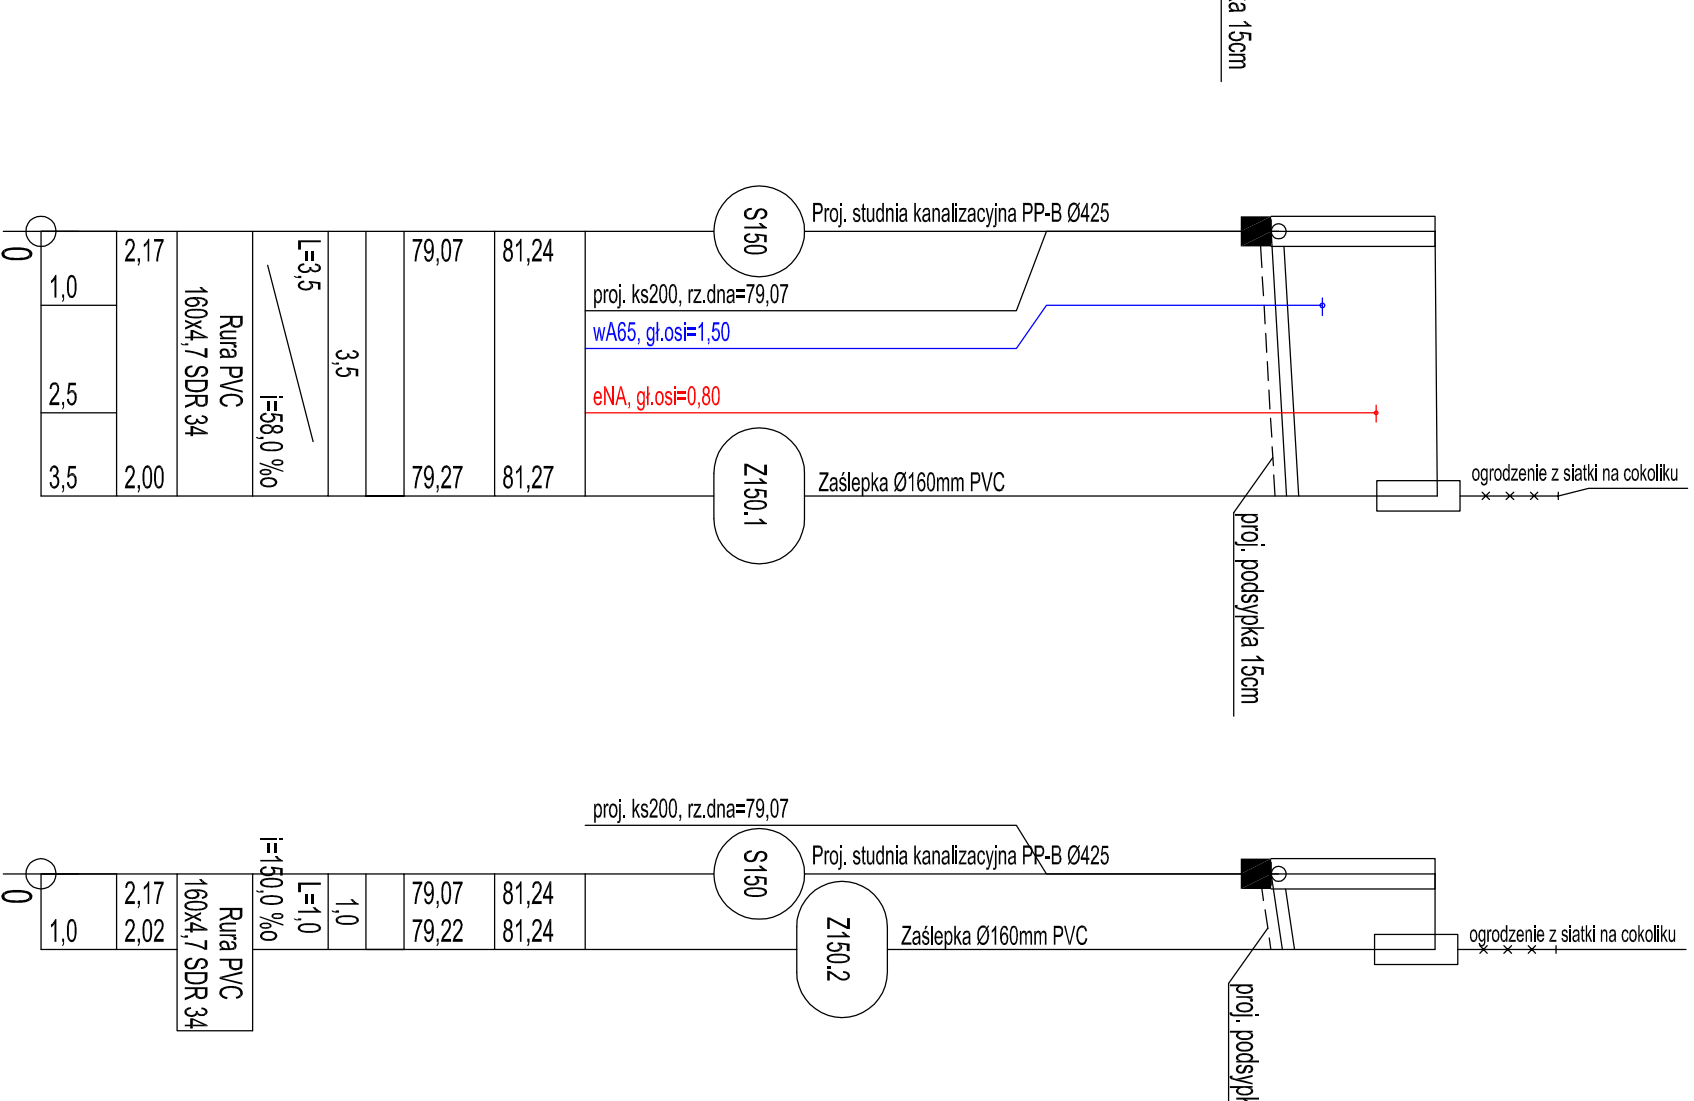 ka 15cm
S150
Proj. studnia kanalizacyjna PP-B Ø425
0
2,17
L=3,5
79,07
81,24
1,0
proj. ks200, rz.dna=79,07
wA65, gł.osi=1,50
Rura PVC
160x4,7 SDR 34
3,5
2,5
i=58,0 %o
eNA, gł.osi=0,80
3,5
2,00
79,27
81,27
Z150.1
Zaślepka Ø160mm PVC
ogrodzenie z siatki na cokoliku
proj. podsypka 15cm
proj. ks200, rz.dna=79,07
S150
Proj. studnia kanalizacyjna PP-B Ø425
0
2,17
i=150,0 %o
L=1,0
1,0
79,07
81,24
1,0
2,02
Rura PVC
160x4,7 SDR 34
79,22
81,24
Z150.2
Zaślepka Ø160mm PVC
ogrodzenie z siatki na cokoliku
proj. podsypk